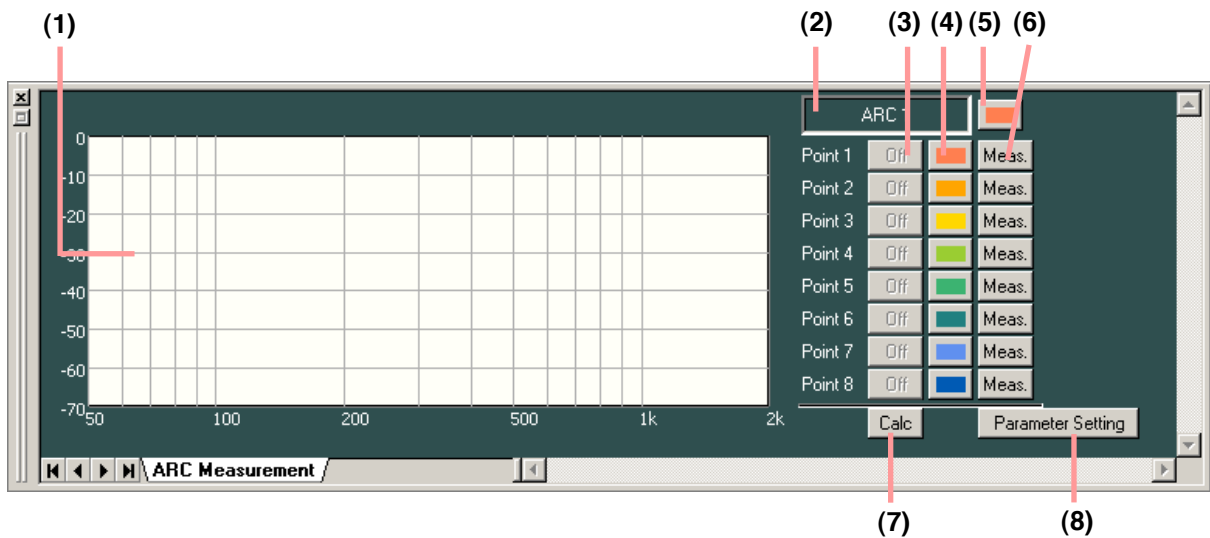 (1) (2) (3) (4) (5) (6)
ARC 1
0
-10
-20
-30
-40
-50
-60
-70
50 100 200 500 1k 2k
Point 1 Off Meas.
Point 2 Off Meas.
Point 3 Off Meas.
Point 4 Off Meas.
Point 5 Off Meas.
Point 6 Off Meas.
Point 7 Off Meas.
Point 8 Off Meas.
Calc Parameter Setting
ARC Measurement
(7) (8)